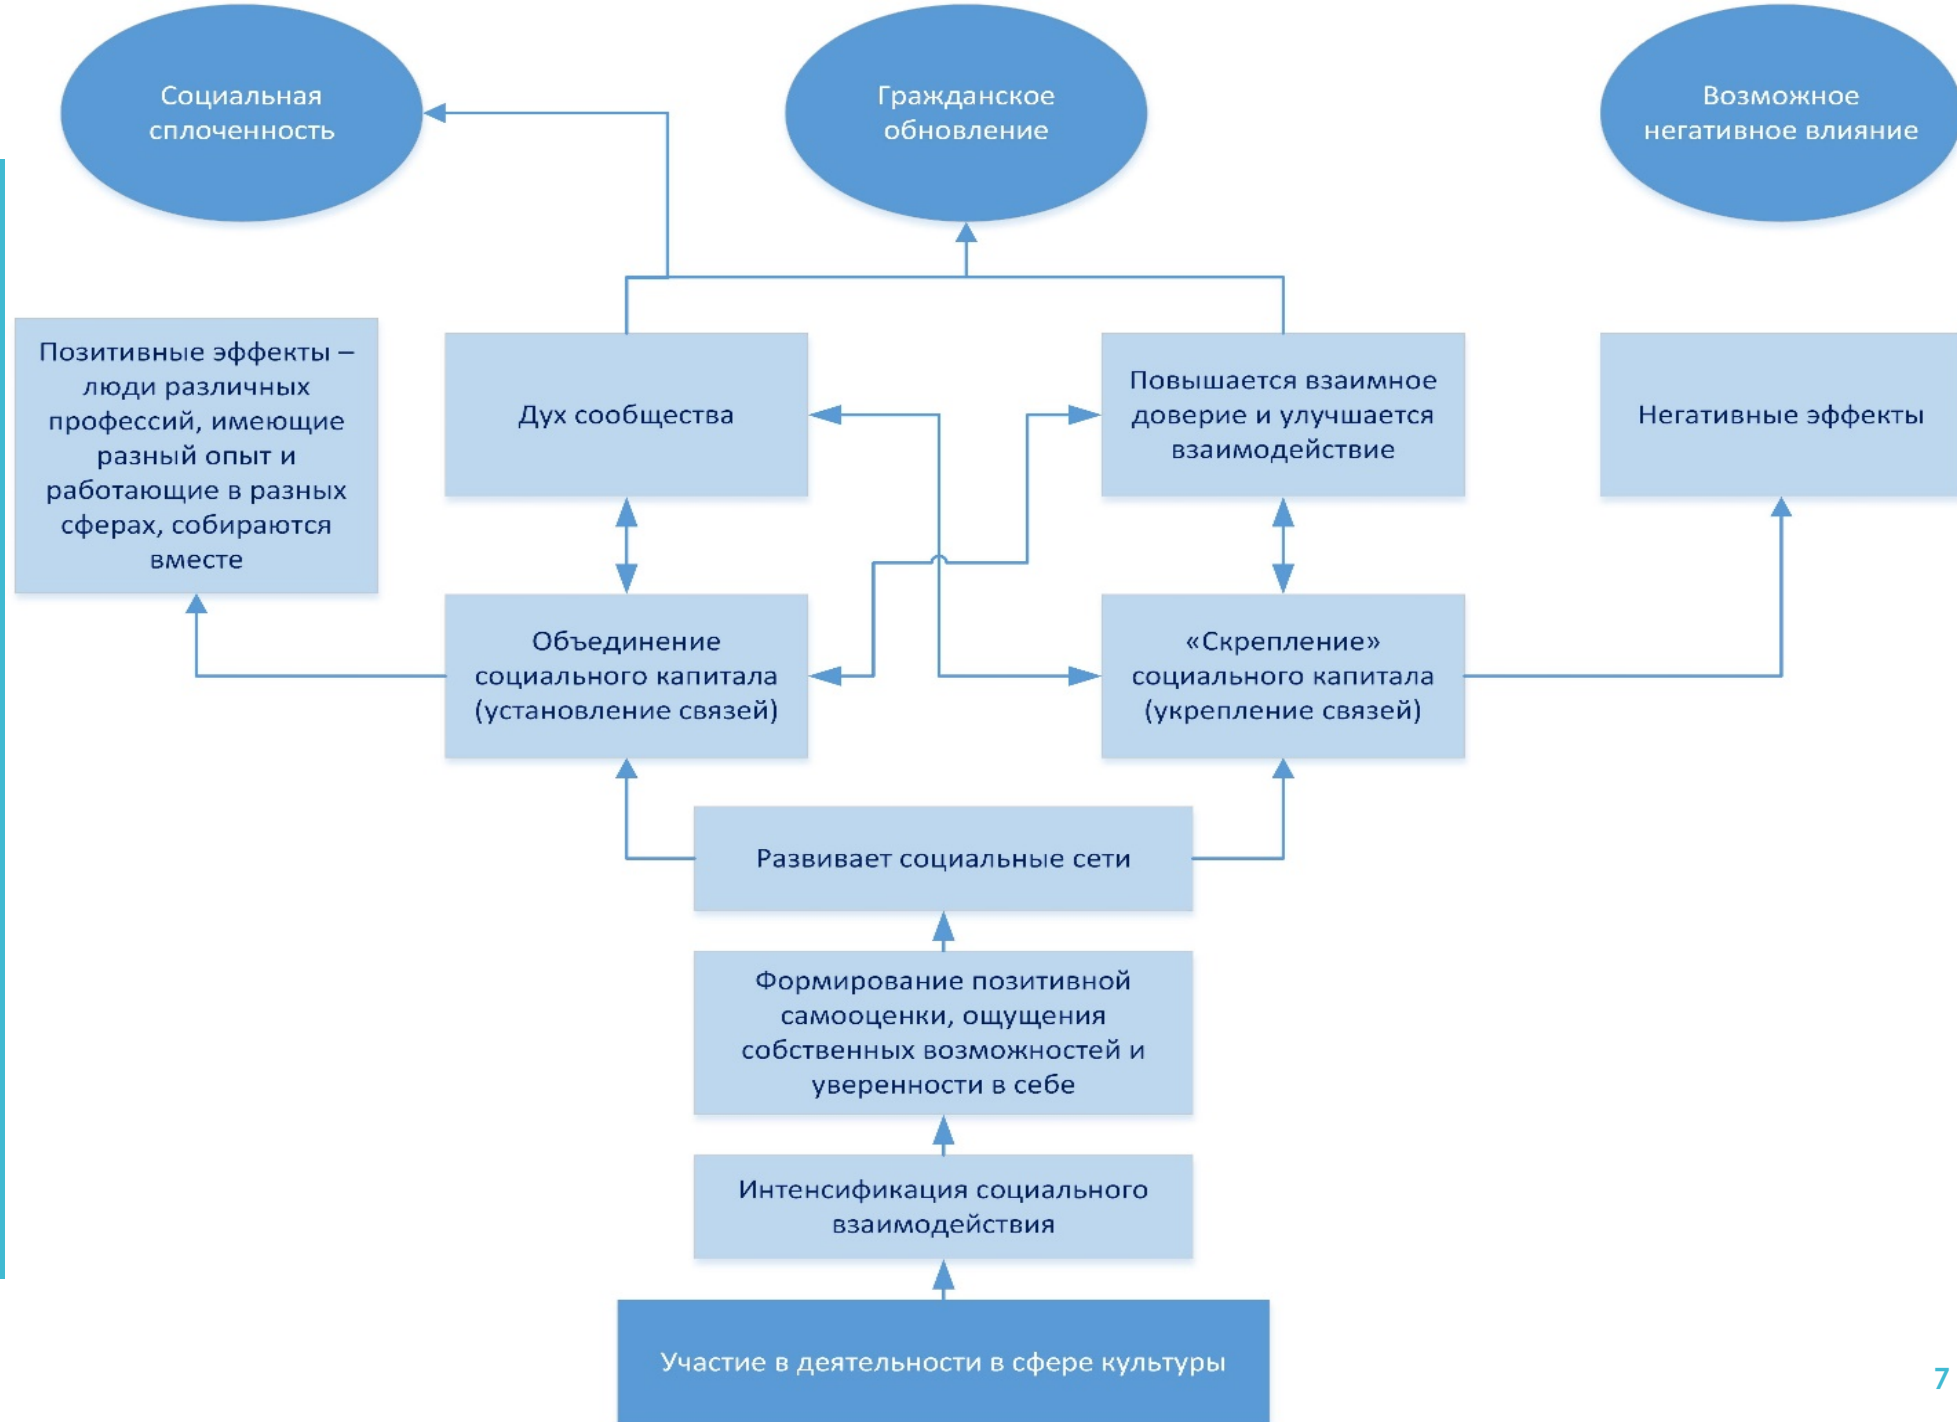 Социальная
сплоченность
Гражданское
обновление
Возможное
негативное влияние
Позитивные эффекты –
люди различных
профессий, имеющие
разный опыт и
работающие в разных
сферах, собираются
вместе
Дух сообщества
Повышается взаимное
доверие и улучшается
взаимодействие
Негативные эффекты
Объединение
социального капитала
(установление связей)
«Скрепление»
социального капитала
(укрепление связей)
Развивает социальные сети
Формирование позитивной
самооценки, ощущения
собственных возможностей и
уверенности в себе
Интенсификация социального
взаимодействия
Участие в деятельности в сфере культуры
7